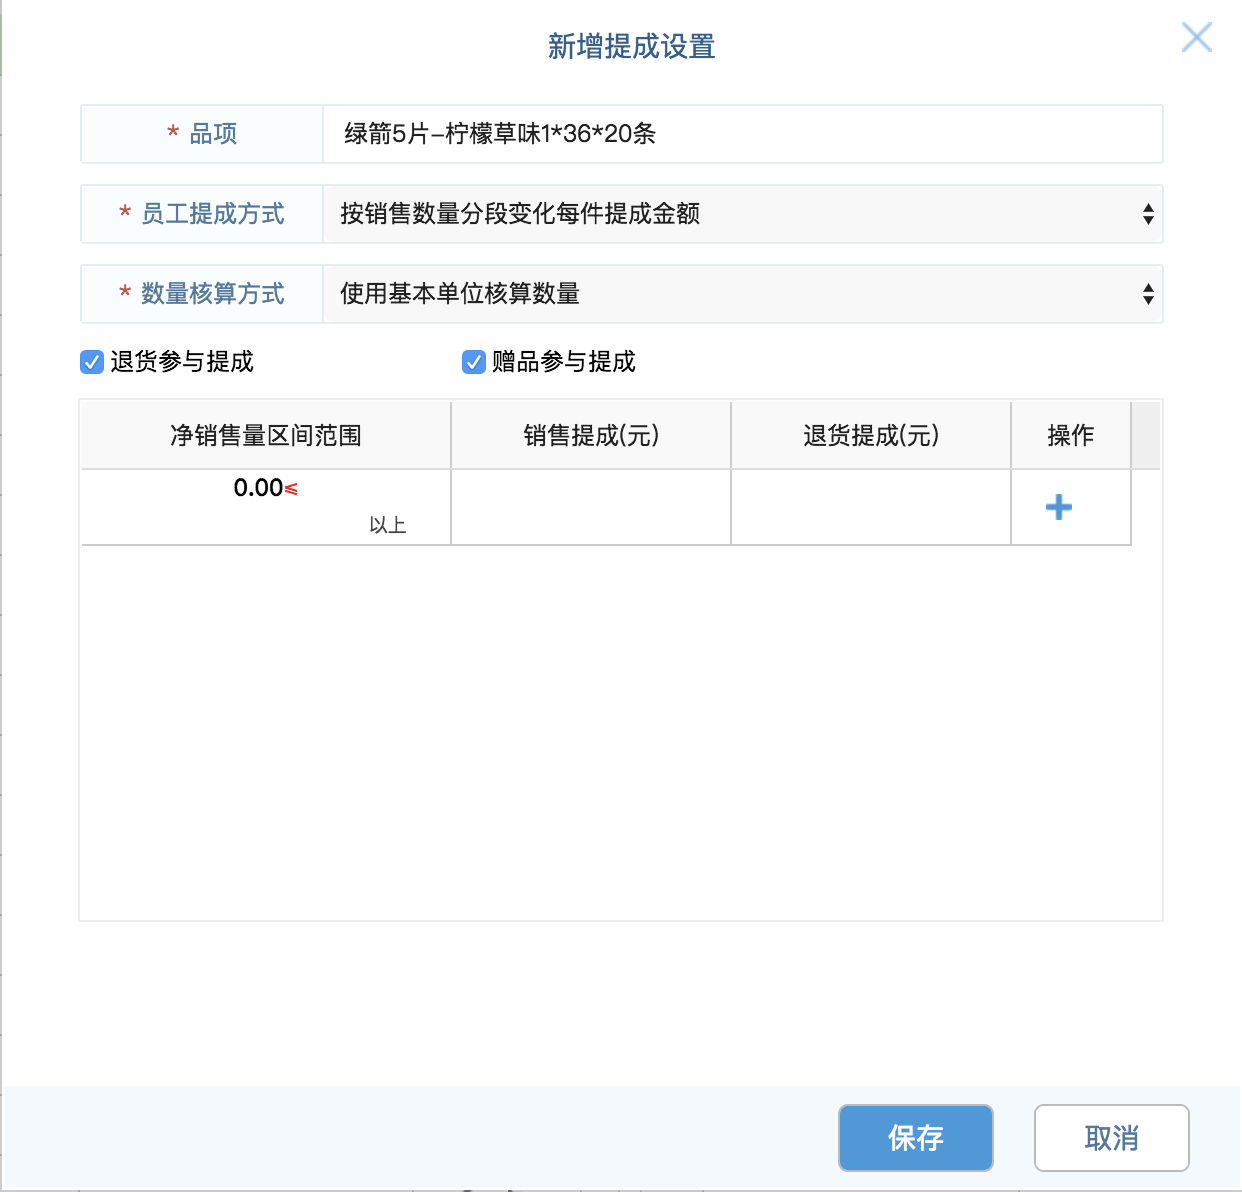 新增提成设置
* 品项 绿箭5片-柠檬草味1*36*20条
* 员工提成方式 按销售数量分段变化每件提成金额
* 数量核算方式 使用基本单位核算数量
退货参与提成 赠品参与提成
净销售量区间范围 销售提成(元) 退货提成(元) 操作
0.00≤
以上
保存 取消